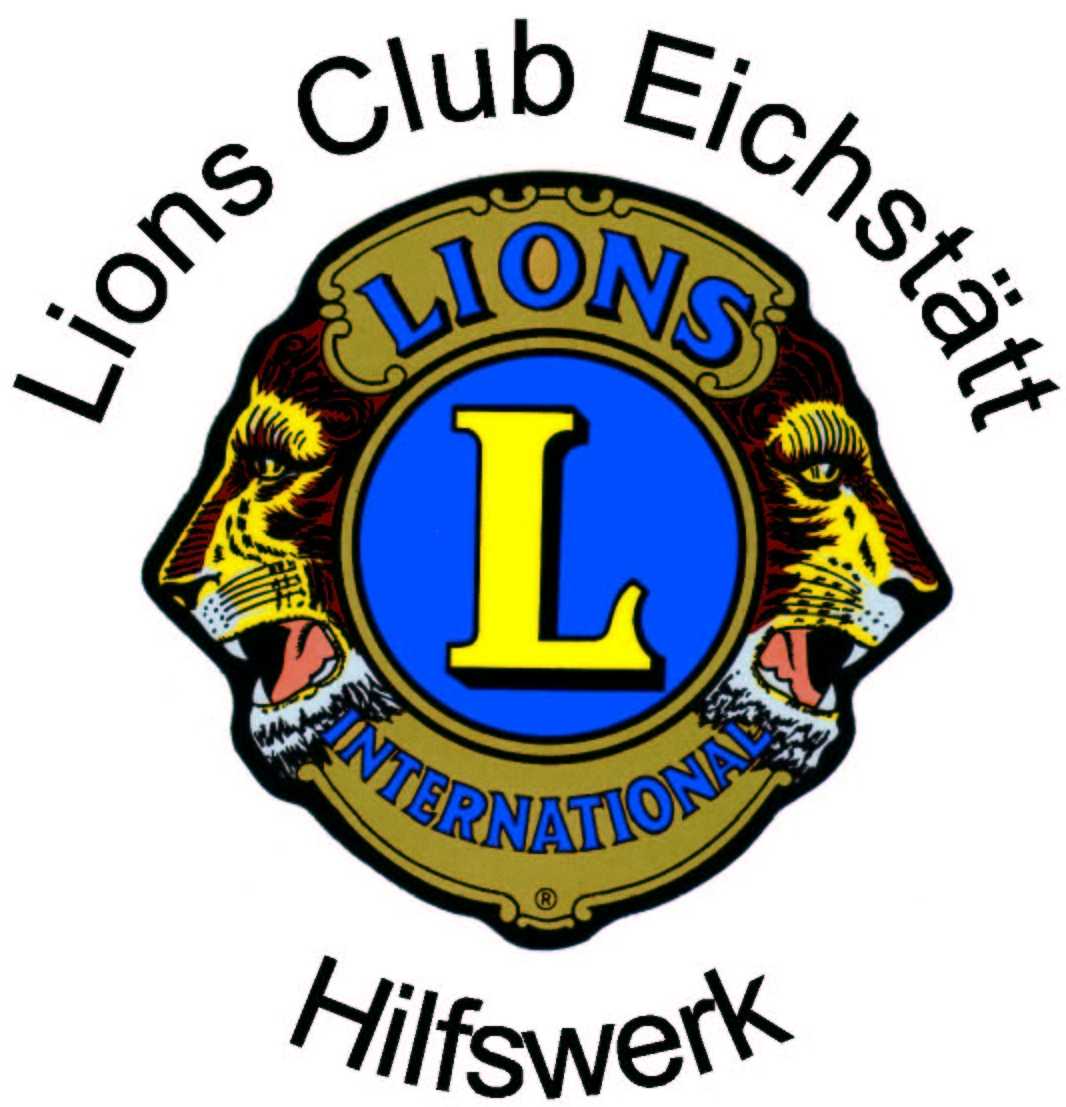 Lions Club Eichstätt
LIONS
L
INTERNATIONAL
®
Hilfswerk